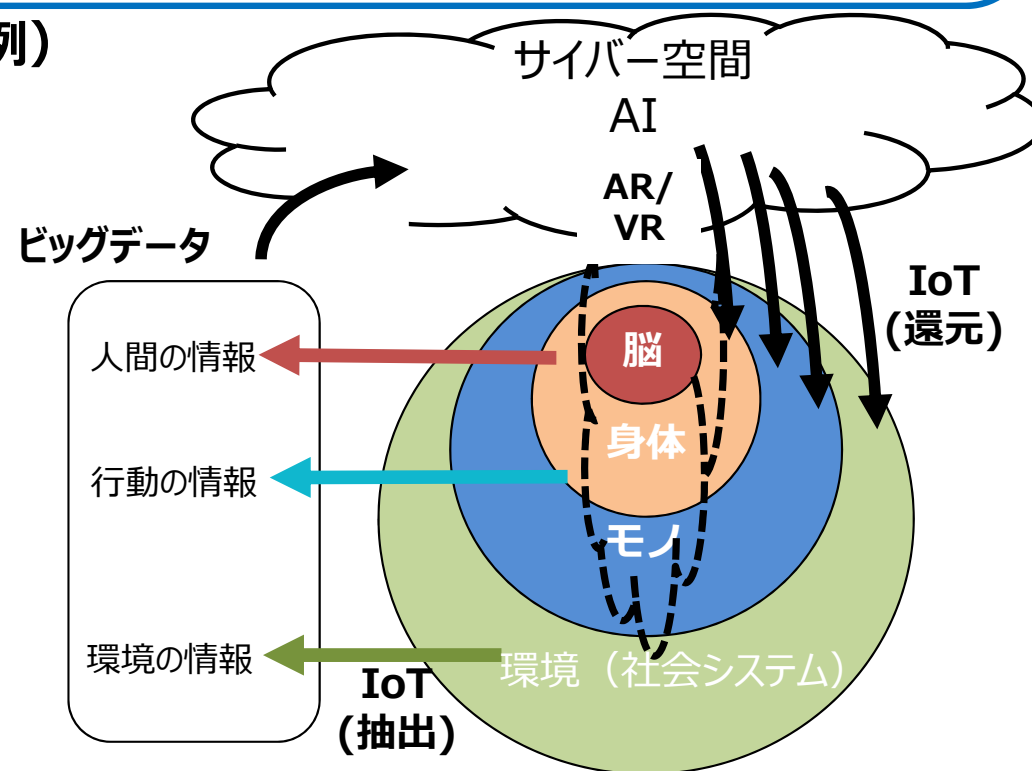 例)
サイバー空間
AI
AR/
VR
ビッグデータ
IoT
(還元)
人間の情報
脳
身体
行動の情報
モノ
環境の情報
環境（社会システム）
IoT
(抽出)